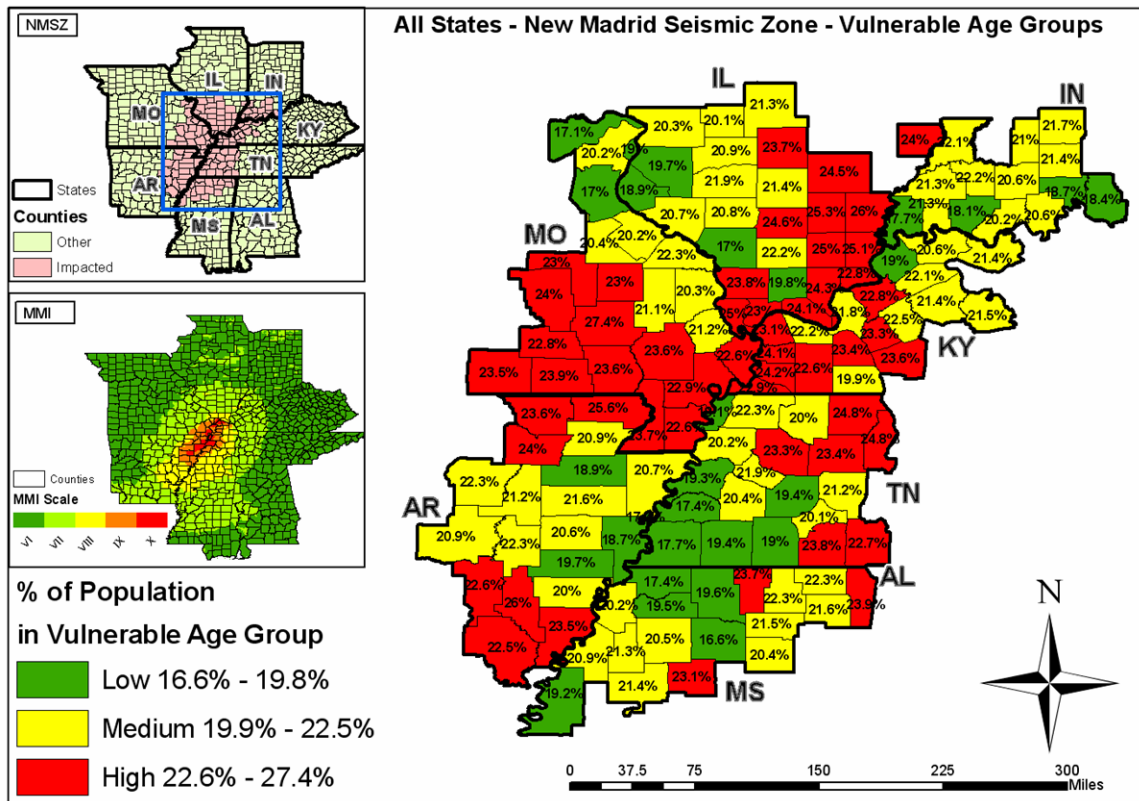 NMSZ
IL
IN
MO
KY
TN
AR
MS
AL
States
Counties
Other
Impacted
MMI
Counties
MMI Scale
VI VII VIII IX X
% of Population
in Vulnerable Age Group
Low 16.6% - 19.8%
Medium 19.9% - 22.5%
High 22.6% - 27.4%
All States - New Madrid Seismic Zone - Vulnerable Age Groups
IL
IN
21.3%
17.1% 20.3% 20.1%
20.2% 19% 19.7% 20.9% 23.7%
17% 18.9% 21.9% 21.4% 24.5%
20.7% 20.8% 24.6% 25.3% 26%
20.4% 20.2% 22.3% 17% 22.2% 25% 25.1%
24% 22.1% 21% 21.7%
21.3% 22.2% 20.6% 21.4%
17.7% 21.3% 18.1% 20.2% 20.6% 18.7% 18.4%
MO
23% 24% 23% 20.3% 23.8% 19.8% 24.3% 22.8%
19% 20.6% 21.4%
22.1%
27.4% 21.1% 21.2% 25% 23% 24.1% 21.8% 22.8% 21.4% 21.5%
22.8% 23.6% 22.6% 23.1% 22.2% 23.3% 22.5%
KY
23.5% 23.9% 23.6% 22.9% 24.1% 24.2% 22.6% 23.4% 23.6%
19.9%
23.6% 25.6% 22.6% 22.3% 20% 24.8%
24% 20.9% 23.7% 20.2% 23.3% 23.4% 24.8%
TN
22.3% 18.9% 20.7% 19.3% 21.9% 19.4% 21.2%
AR
21.2% 21.6% 17.4% 20.4% 20.1%
20.9% 22.3% 20.6% 18.7% 17.7% 19.4% 19% 23.8% 22.7%
19.7%
AL
22.6% 26% 20% 17.4% 19.6% 23.7% 22.3% 22.3%
20.2% 19.5% 21.6% 23.9%
22.5% 23.5% 20.5% 16.6% 21.5%
20.9% 21.3% 20.4%
19.2% 21.4% 23.1%
MS
N
0 37.5 75 150 225 300
Miles